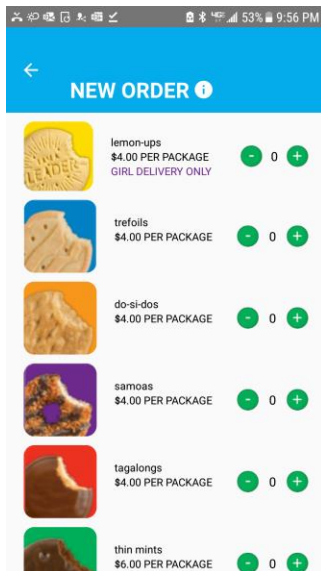 53% 9:56 PM
NEW ORDER
lemon-ups
$4.00 PER PACKAGE
GIRL DELIVERY ONLY
- 0 +
LEADER
trefoils
$4.00 PER PACKAGE
- 0 +
do-si-dos
$4.00 PER PACKAGE
- 0 +
samoas
$4.00 PER PACKAGE
- 0 +
tagalongs
$4.00 PER PACKAGE
- 0 +
thin mints
$6.00 PER PACKAGE
- 0 +